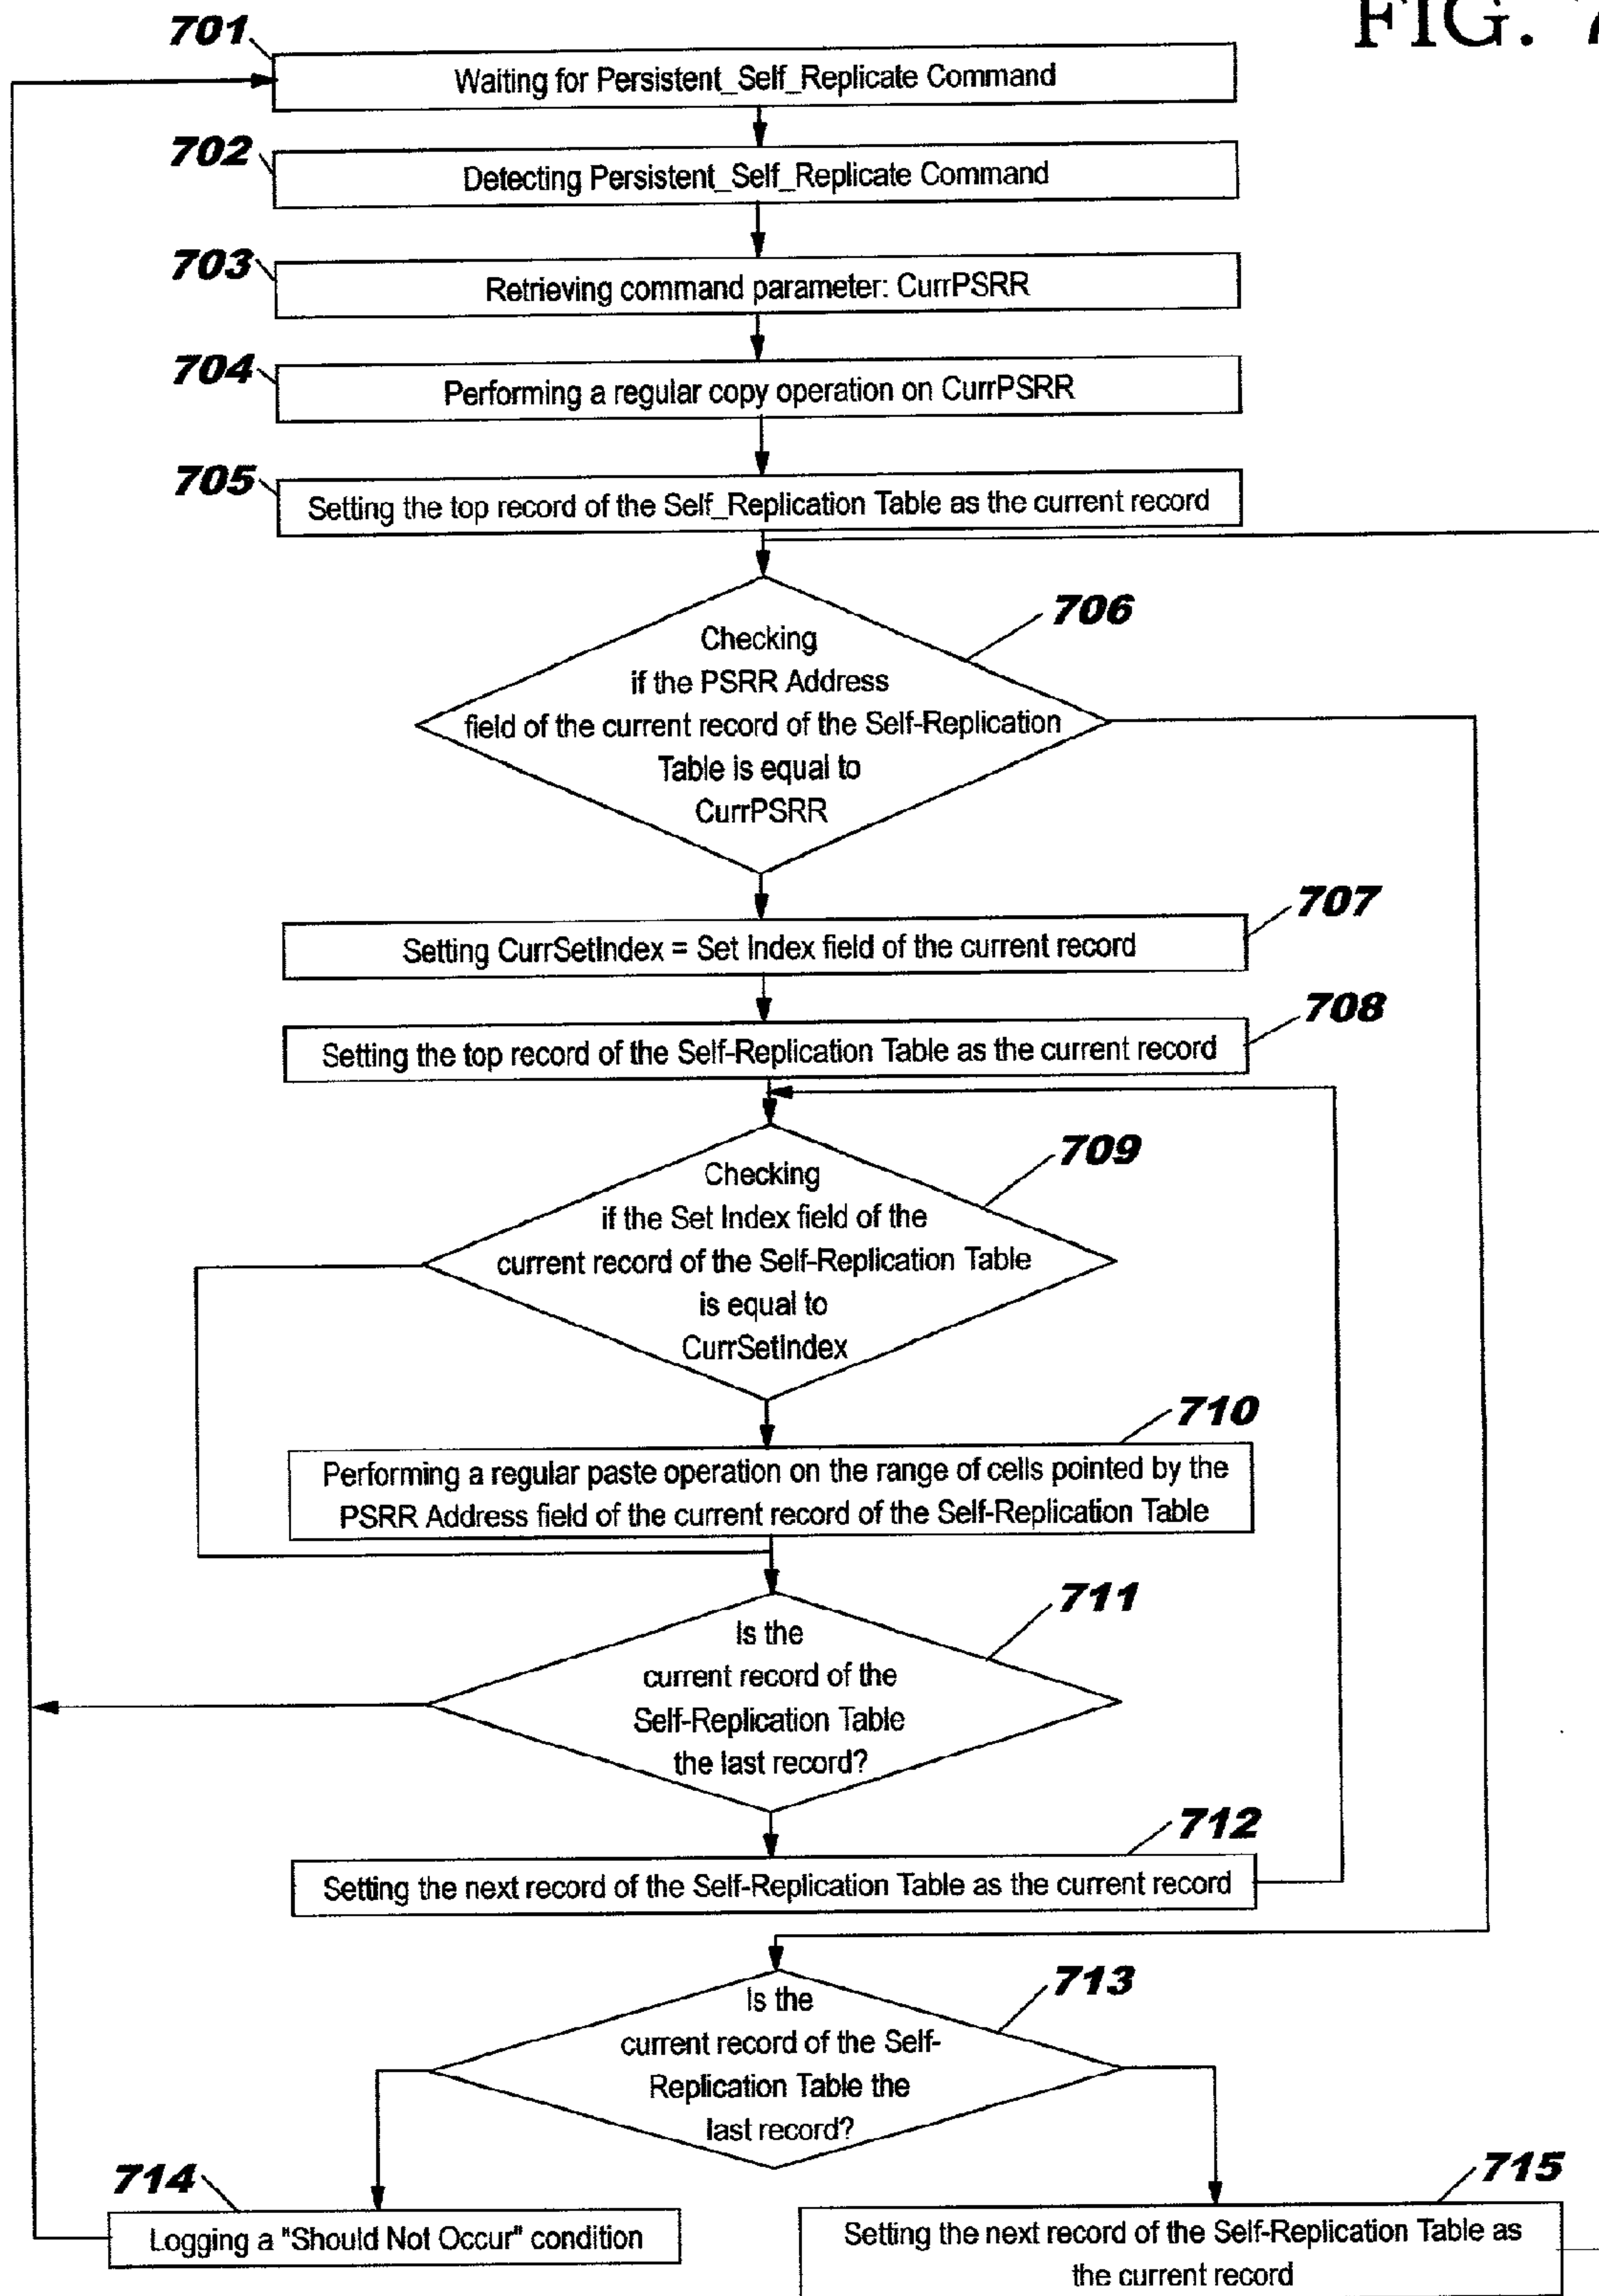 FIG. 7
701
Waiting for Persistent_Self_Replicate Command
702
Detecting Persistent_Self_Replicate Command
703
Retrieving command parameter: CurrPSRR
704
Performing a regular copy operation on CurrPSRR
705
Setting the top record of the Self_Replication Table as the current record
706
Checking
if the PSRR Address
field of the current record of the Self-Replication
Table is equal to
CurrPSRR
707
Setting CurrSetIndex = Set Index field of the current record
708
Setting the top record of the Self-Replication Table as the current record
709
Checking
if the Set Index field of the
current record of the Self-Replication Table
is equal to
CurrSetIndex
710
Performing a regular paste operation on the range of cells pointed by the
PSRR Address field of the current record of the Self-Replication Table
711
Is the
current record of the
Self-Replication Table
the last record?
712
Setting the next record of the Self-Replication Table as the current record
713
Is the
current record of the Self-
Replication Table the
last record?
714
Logging a "Should Not Occur" condition
715
Setting the next record of the Self-Replication Table as
the current record